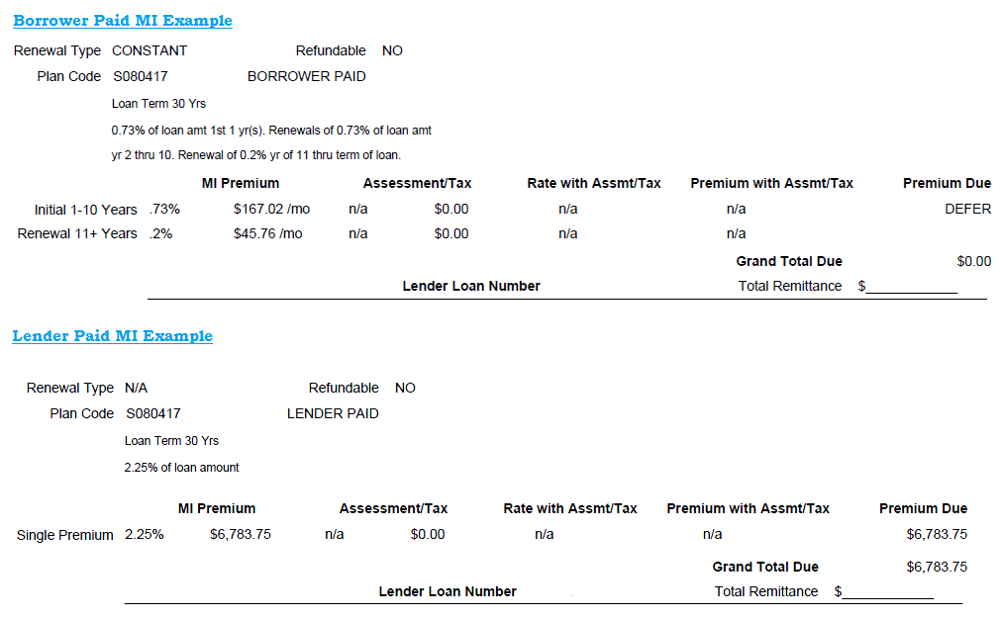 Borrower Paid MI Example
Renewal Type CONSTANT Refundable NO
Plan Code S080417 BORROWER PAID
Loan Term 30 Yrs
0.73% of loan amt 1st 1 yr(s). Renewals of 0.73% of loan amt
yr 2 thru 10. Renewal of 0.2% yr of 11 thru term of loan.
MI Premium Assessment/Tax Rate with Assmt/Tax Premium with Assmt/Tax Premium Due
Initial 1-10 Years .73% $167.02 /mo n/a $0.00 n/a n/a DEFER
Renewal 11+ Years .2% $45.76 /mo n/a $0.00 n/a n/a
Grand Total Due $0.00
Lender Loan Number Total Remittance $____________
Lender Paid MI Example
Renewal Type N/A Refundable NO
Plan Code S080417 LENDER PAID
Loan Term 30 Yrs
2.25% of loan amount
MI Premium Assessment/Tax Rate with Assmt/Tax Premium with Assmt/Tax Premium Due
Single Premium 2.25% $6,783.75 n/a $0.00 n/a n/a $6,783.75
Grand Total Due $6,783.75
Lender Loan Number Total Remittance $____________